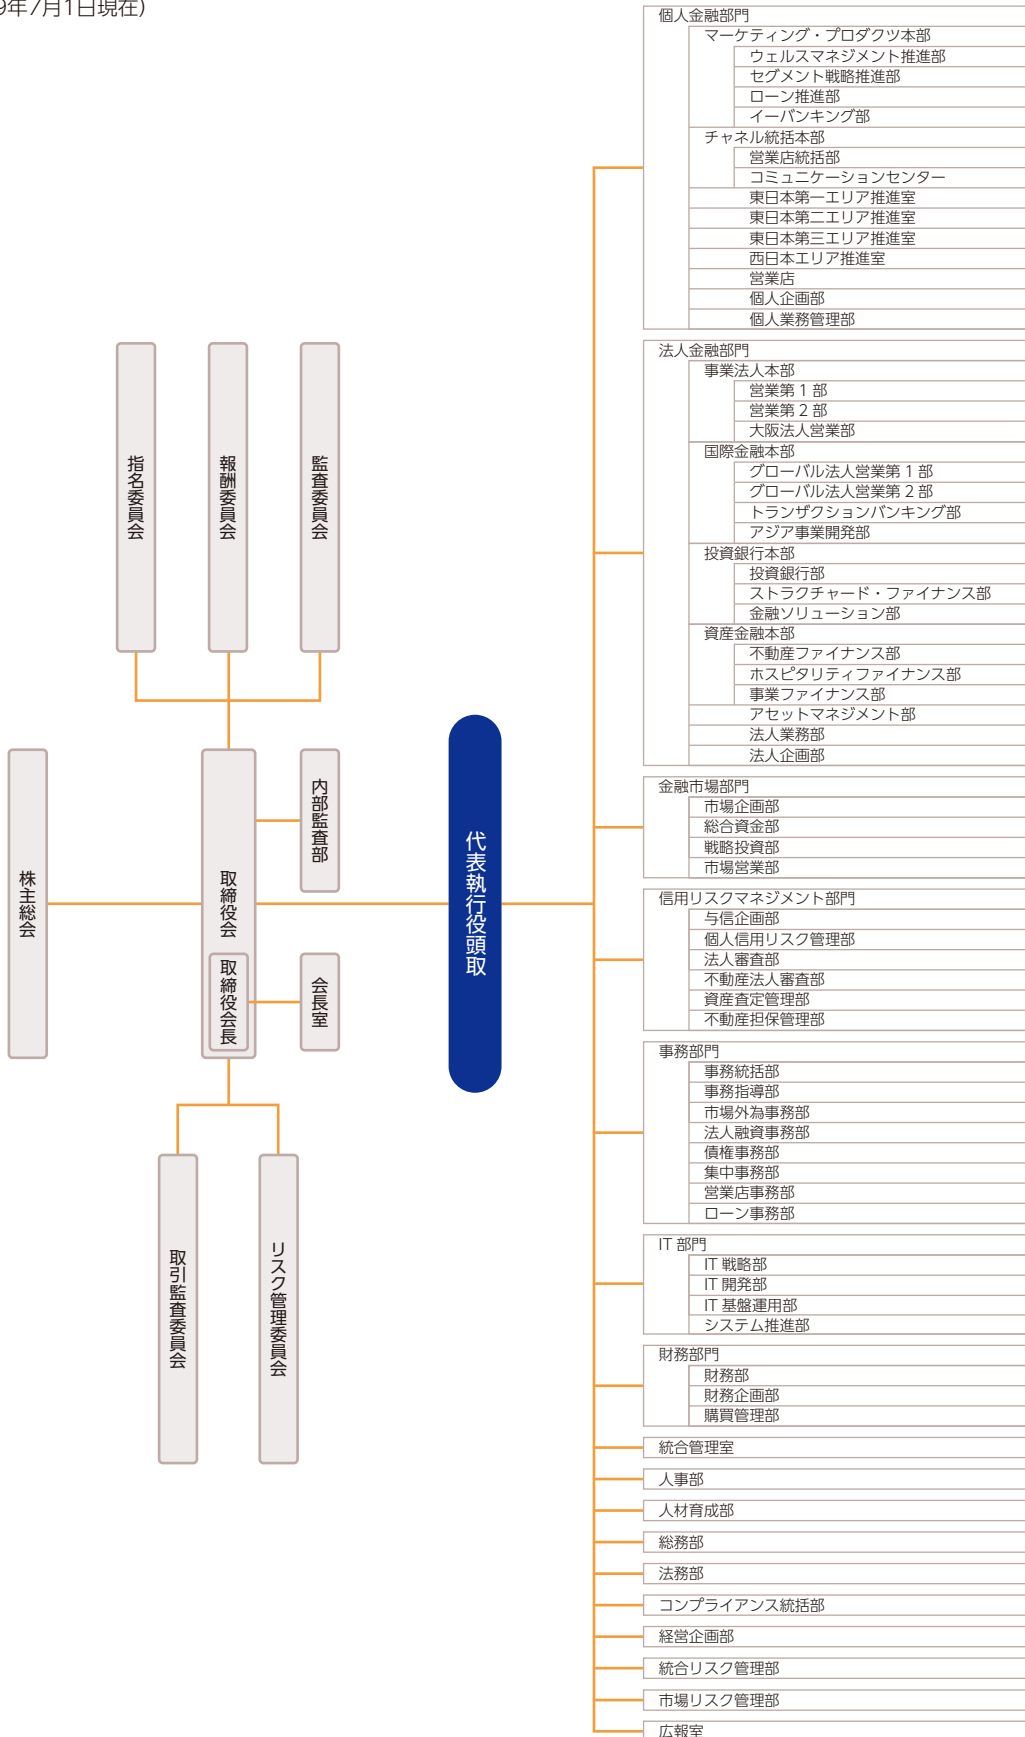 9年7月1日現在)
指名委員会
報酬委員会
監査委員会
株主総会
取締役会
取締役会長
内部監査部
会長室
取引監査委員会
リスク管理委員会
代表執行役頭取
個人金融部門
マーケティング・プロダクツ本部
ウェルスマネジメント推進部
セグメント戦略推進部
ローン推進部
イーバンキング部
チャネル統括本部
営業店統括部
コミュニケーションセンター
東日本第一エリア推進室
東日本第二エリア推進室
東日本第三エリア推進室
西日本エリア推進室
営業店
個人企画部
個人業務管理部
法人金融部門
事業法人本部
営業第1部
営業第2部
大阪法人営業部
国際金融本部
グローバル法人営業第1部
グローバル法人営業第2部
トランザクションバンキング部
アジア事業開発部
投資銀行本部
投資銀行部
ストラクチャード・ファイナンス部
金融ソリューション部
資産金融本部
不動産ファイナンス部
ホスピタリティファイナンス部
事業ファイナンス部
アセットマネジメント部
法人業務部
法人企画部
金融市場部門
市場企画部
総合資金部
戦略投資部
市場営業部
信用リスクマネジメント部門
与信企画部
個人信用リスク管理部
法人審査部
不動産法人審査部
資産査定管理部
不動産担保管理部
事務部門
事務統括部
事務指導部
市場外為事務部
法人融資事務部
債権事務部
集中事務部
営業店事務部
ローン事務部
IT部門
IT戦略部
IT開発部
IT基盤運用部
システム推進部
財務部門
財務部
財務企画部
購買管理部
統合管理室
人事部
人材育成部
総務部
法務部
コンプライアンス統括部
経営企画部
統合リスク管理部
市場リスク管理部
広報室